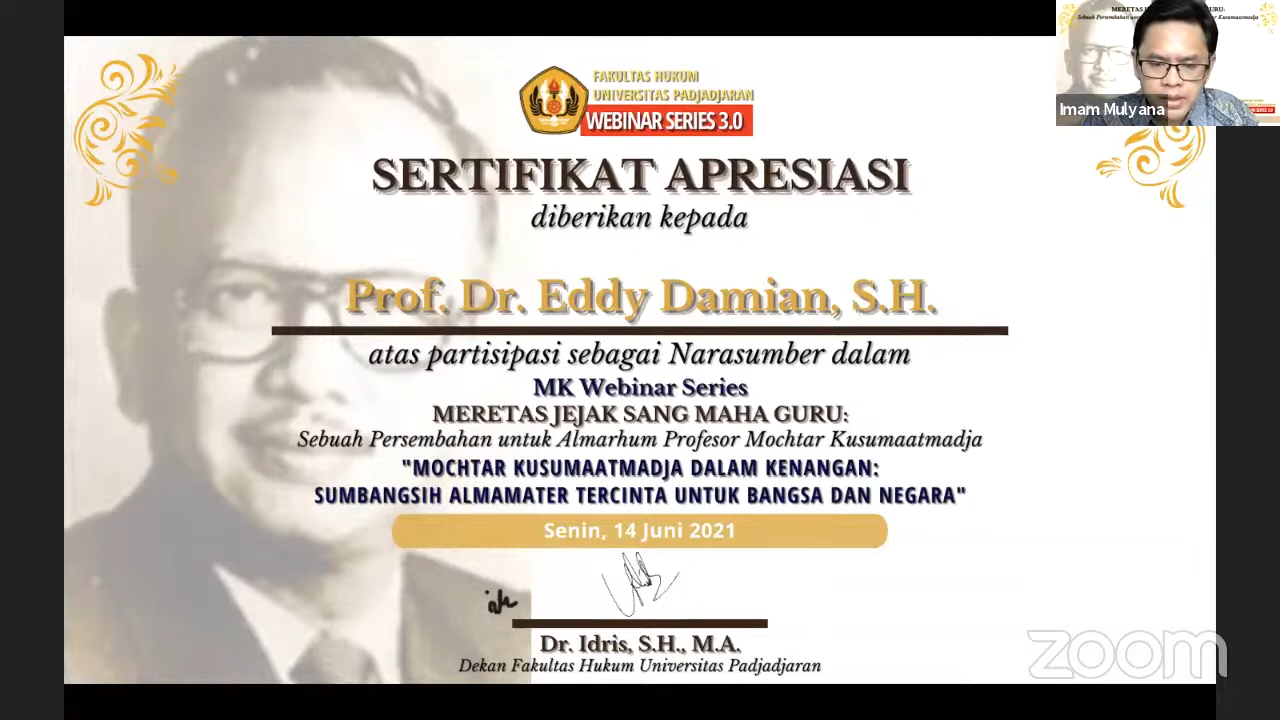 FAKULTAS HUKUM
UNIVERSITAS PADJADJARAN
WEBINAR SERIES 3.0
SERTIFIKAT APRESIASI
diberikan kepada
Prof. Dr. Eddy Damian, S.H.
atas partisipasi sebagai Narasumber dalam
MK Webinar Series
MERETAS JEJAK SANG MAHA GURU:
Sebuah Persembahan untuk Almarhum Profesor Mochtar Kusumaatmadja
"MOCHTAR KUSUMAATMADJA DALAM KENANGAN:
SUMBANGSIH ALMAMATER TERCINTA UNTUK BANGSA DAN NEGARA"
Senin, 14 Juni 2021
Dr. Idris, S.H., M.A.
Dekan Fakultas Hukum Universitas Padjadjaran
Imam Mulyana
zoom